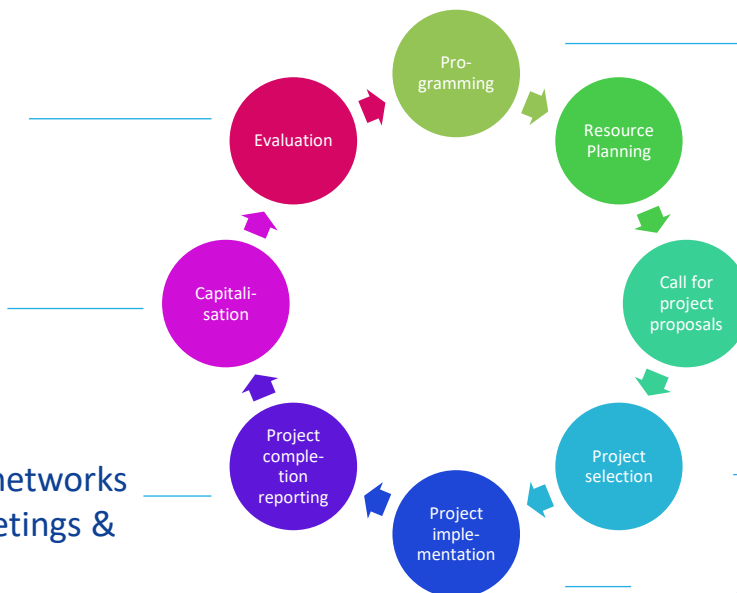 Pro-
gramming
Evaluation
Resource
Planning
Capitali-
sation
Call for
project
proposals
Project
comple-
tion
reporting
Project
selection
networks
etings &
Project
imple-
mentation